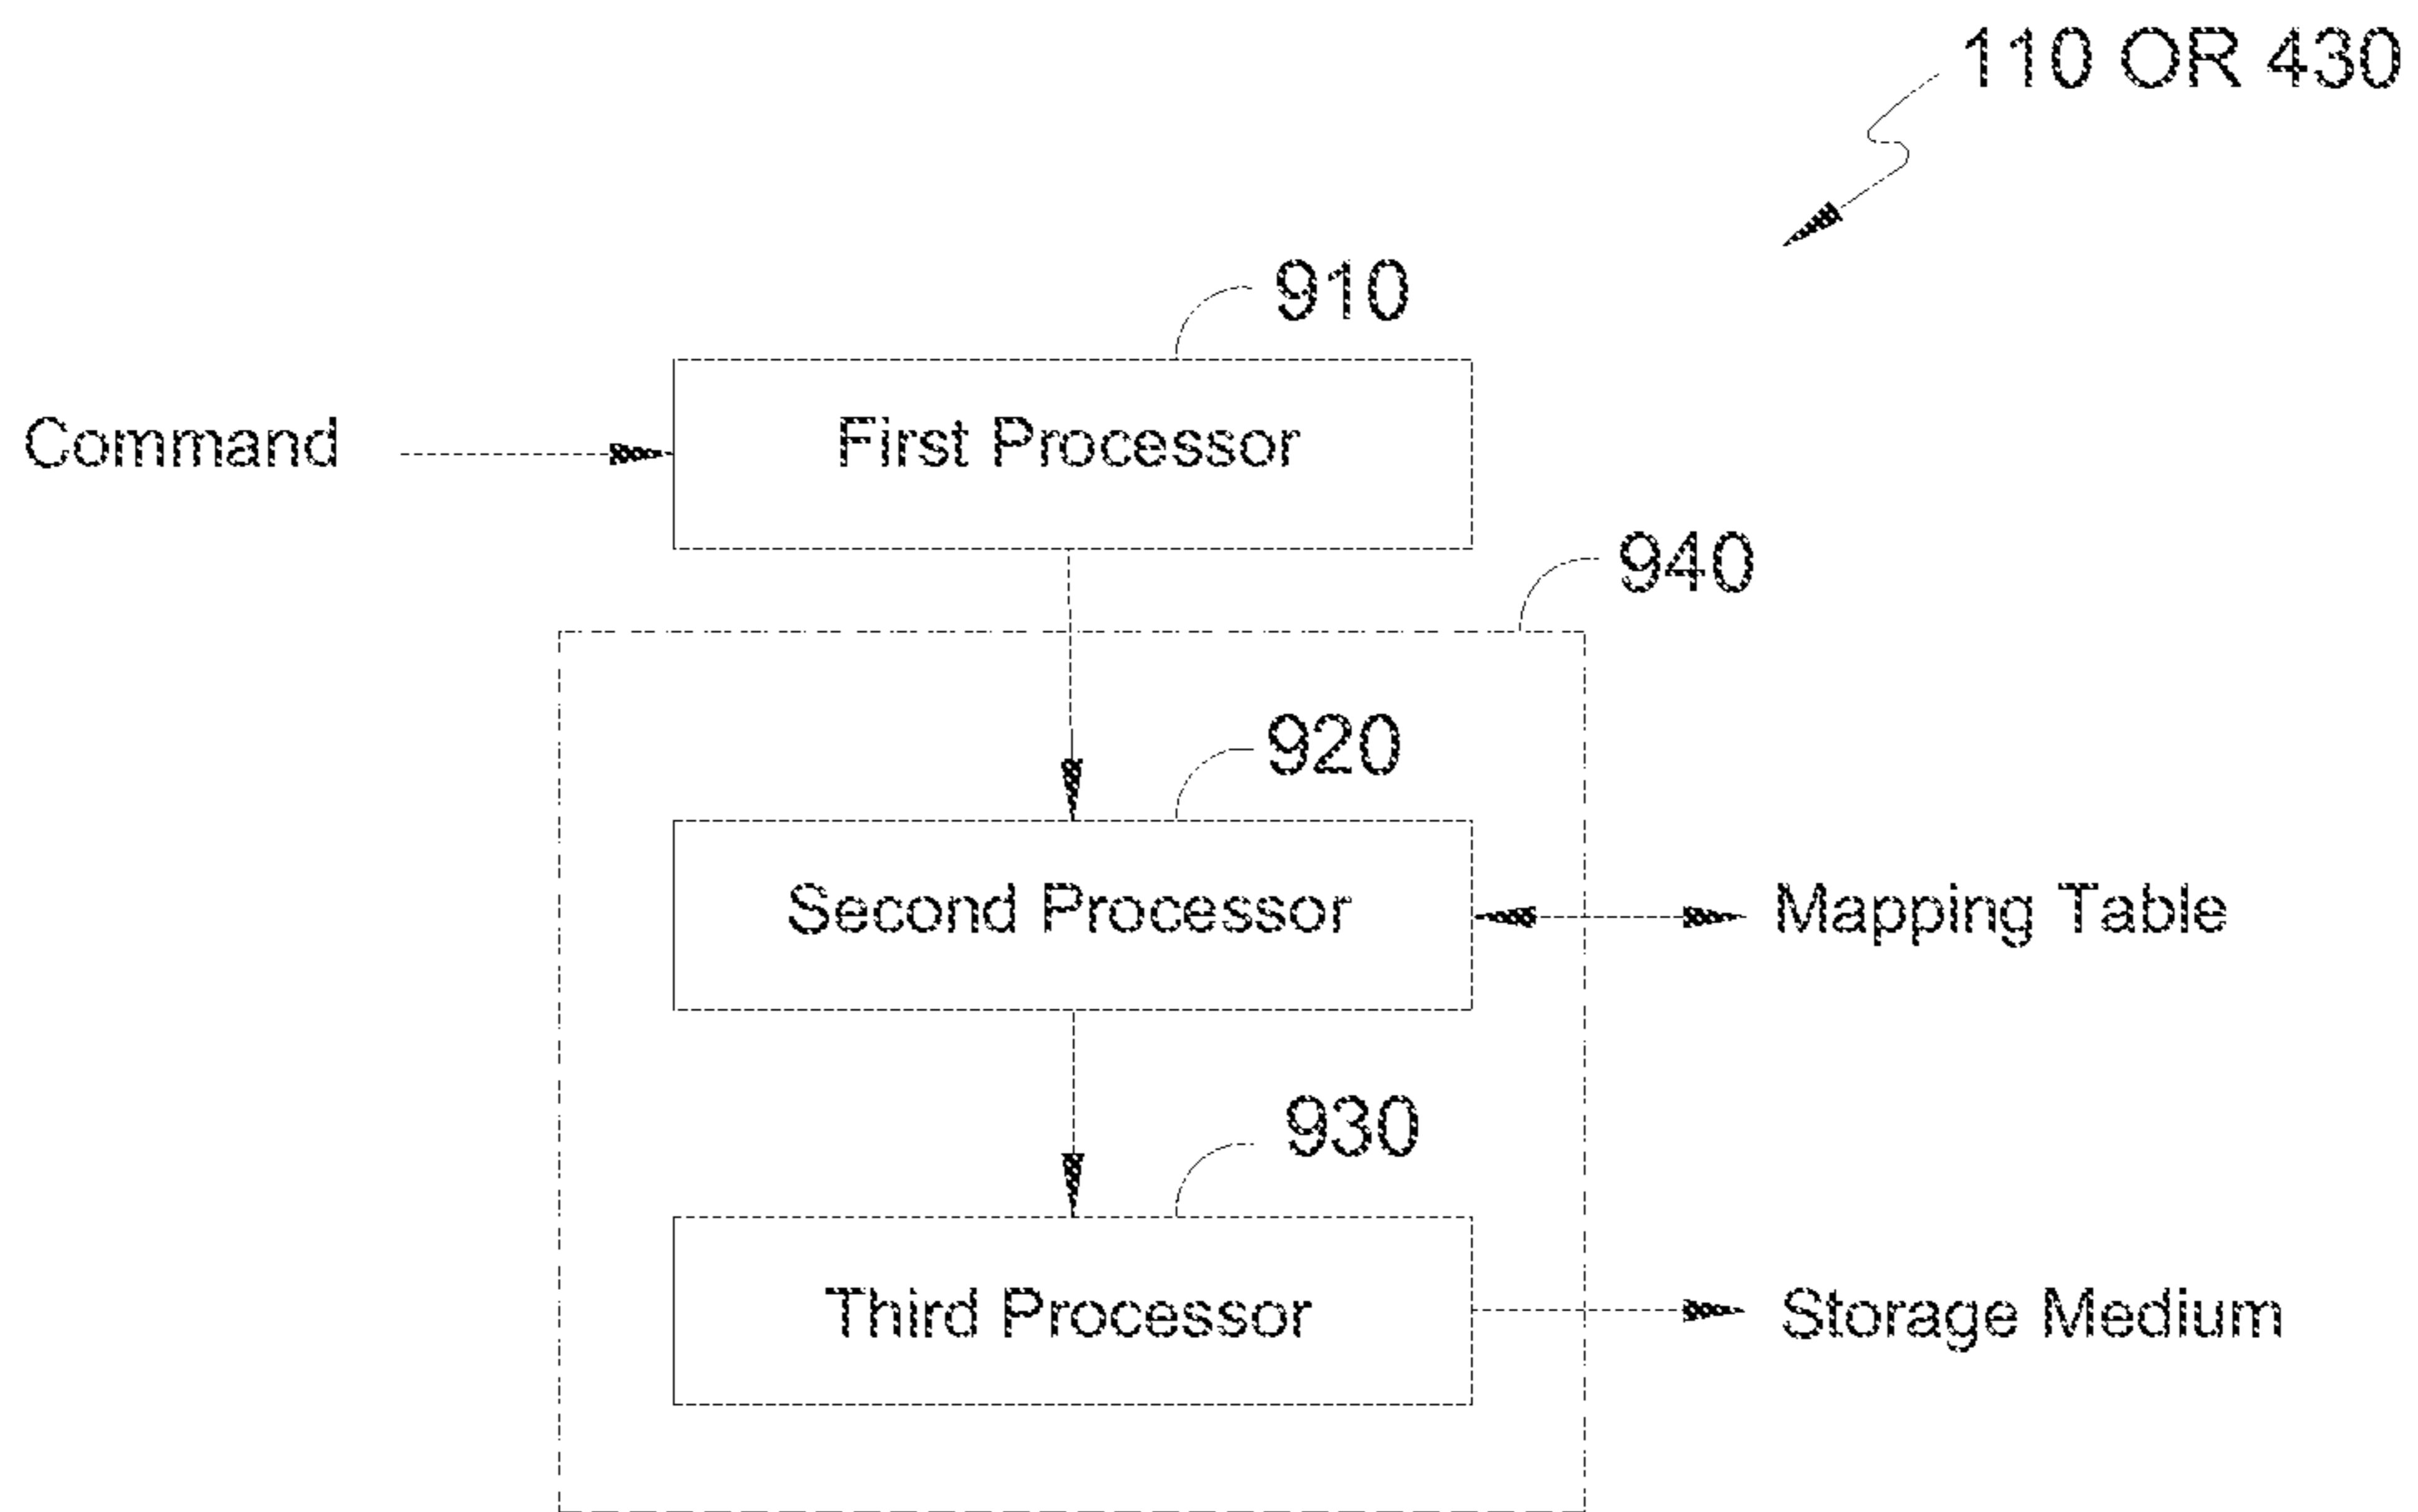 110 OR 430
910
Command
First Processor
940
920
Second Processor
Mapping Table
930
Third Processor
Storage Medium